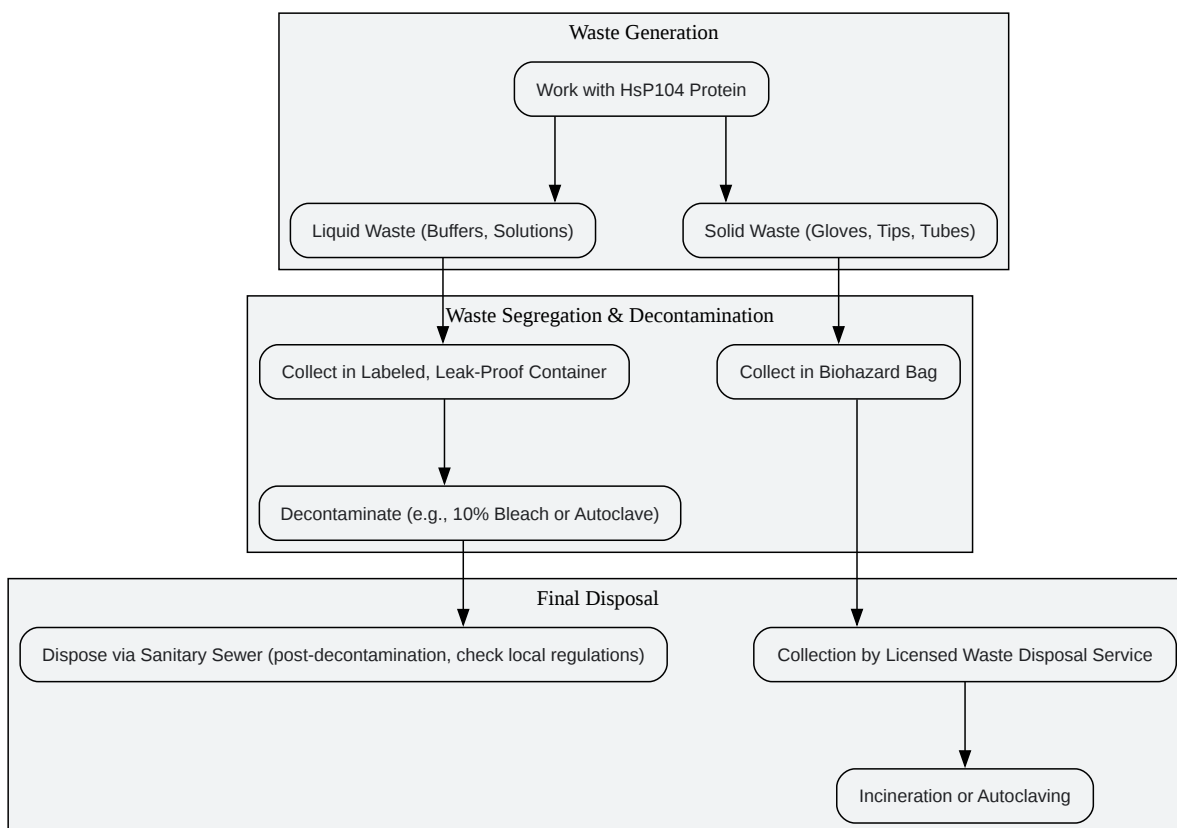 Waste Generation
Work with HsP104 Protein
Liquid Waste (Buffers, Solutions)
Solid Waste (Gloves, Tips, Tubes)
Waste Segregation & Decontamination
Collect in Labeled, Leak-Proof Container
Collect in Biohazard Bag
Decontaminate (e.g., 10% Bleach or Autoclave)
Final Disposal
Dispose via Sanitary Sewer (post-decontamination, check local regulations)
Collection by Licensed Waste Disposal Service
Incineration or Autoclaving